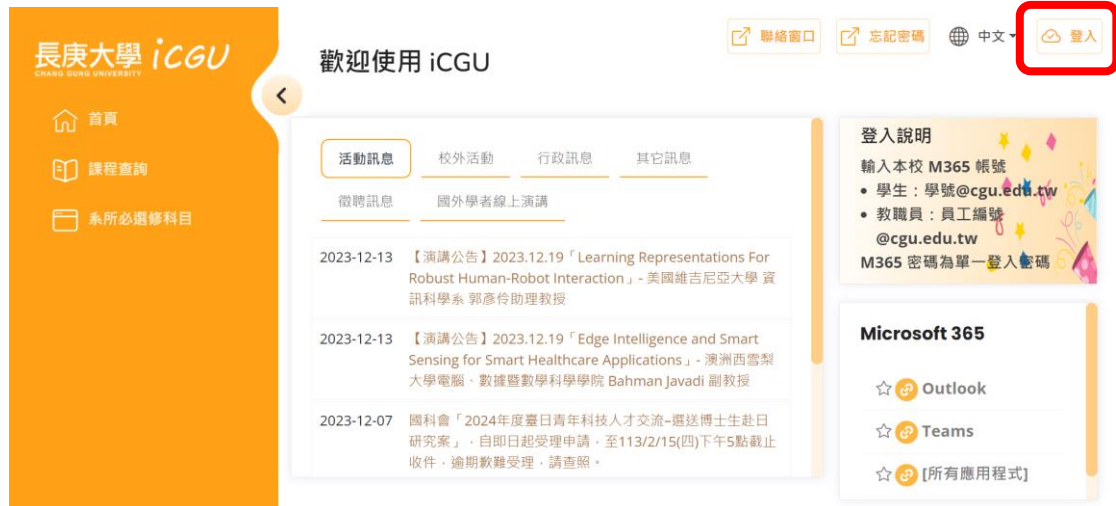 長庚大學 iCGU
CHANG GUNG UNIVERSITY
首頁
課程查詢
系所必選修科目
歡迎使用 iCGU
聯絡窗口
忘記密碼
中文
登入
活動訊息
校外活動
行政訊息
其它訊息
徵聘訊息
國外學者線上演講
2023-12-13 【演講公告】2023.12.19「Learning Representations For
Robust Human-Robot Interaction」- 美國維吉尼亞大學 資
訊科學系 郭彥伶助理教授
2023-12-13 【演講公告】2023.12.19「Edge Intelligence and Smart
Sensing for Smart Healthcare Applications」- 澳洲西雪梨
大學電腦、數據暨數學科學學院 Bahman Javadi 副教授
2023-12-07 國科會「2024年度臺日青年科技人才交流–選送博士生赴日
研究案」，自即日起受理申請，至113/2/15(四)下午5點截止
收件，逾期歉難受理，請查照。
登入說明
輸入本校 M365 帳號
• 學生：學號@cgu.edu.tw
• 教職員：員工編號
@cgu.edu.tw
M365 密碼為單一登入密碼
Microsoft 365
Outlook
Teams
[所有應用程式]